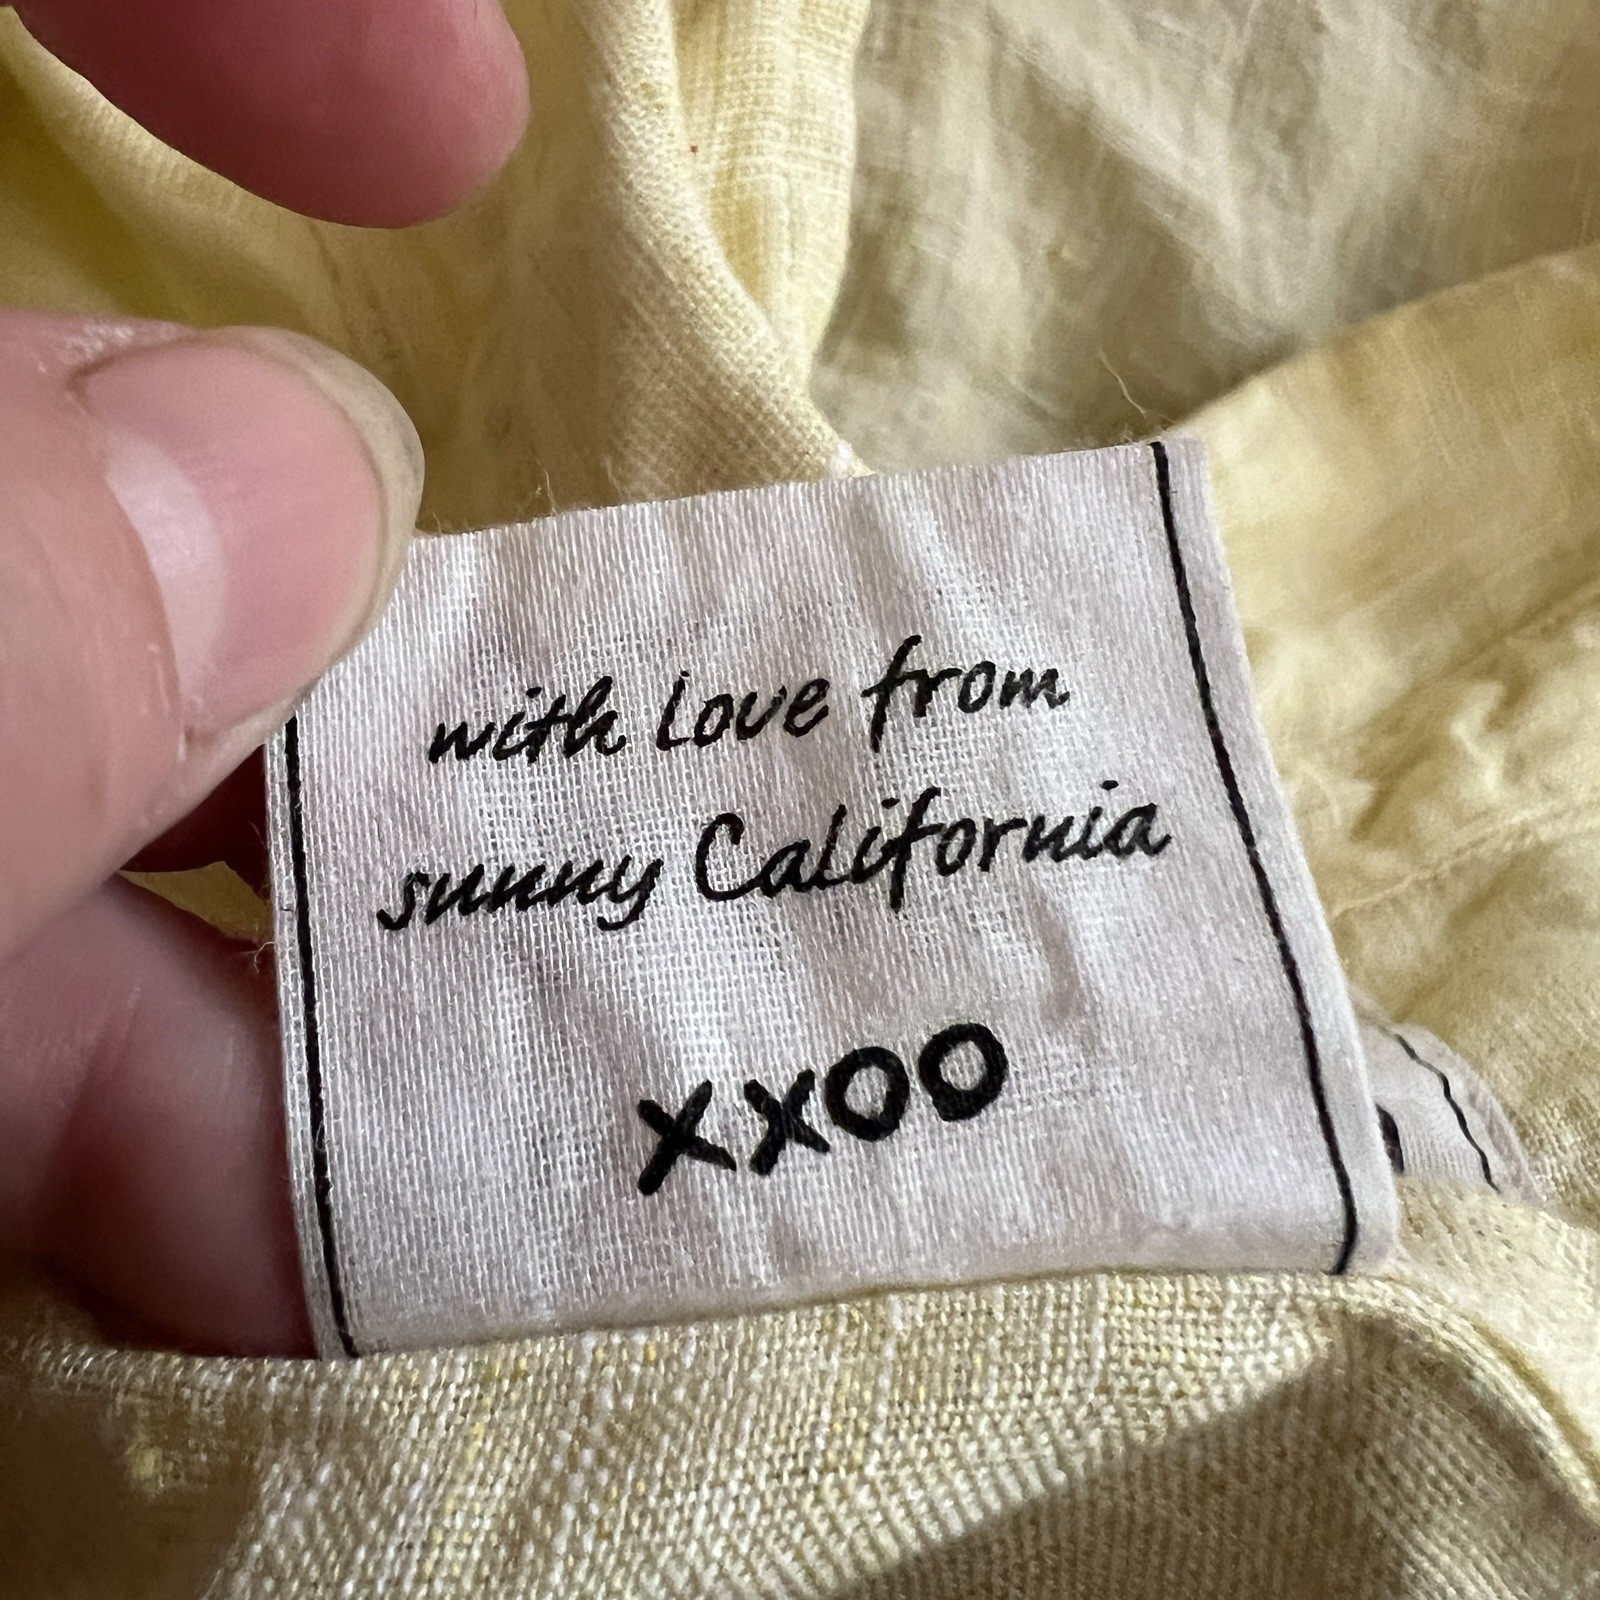 with love from
sunny California
XXOO